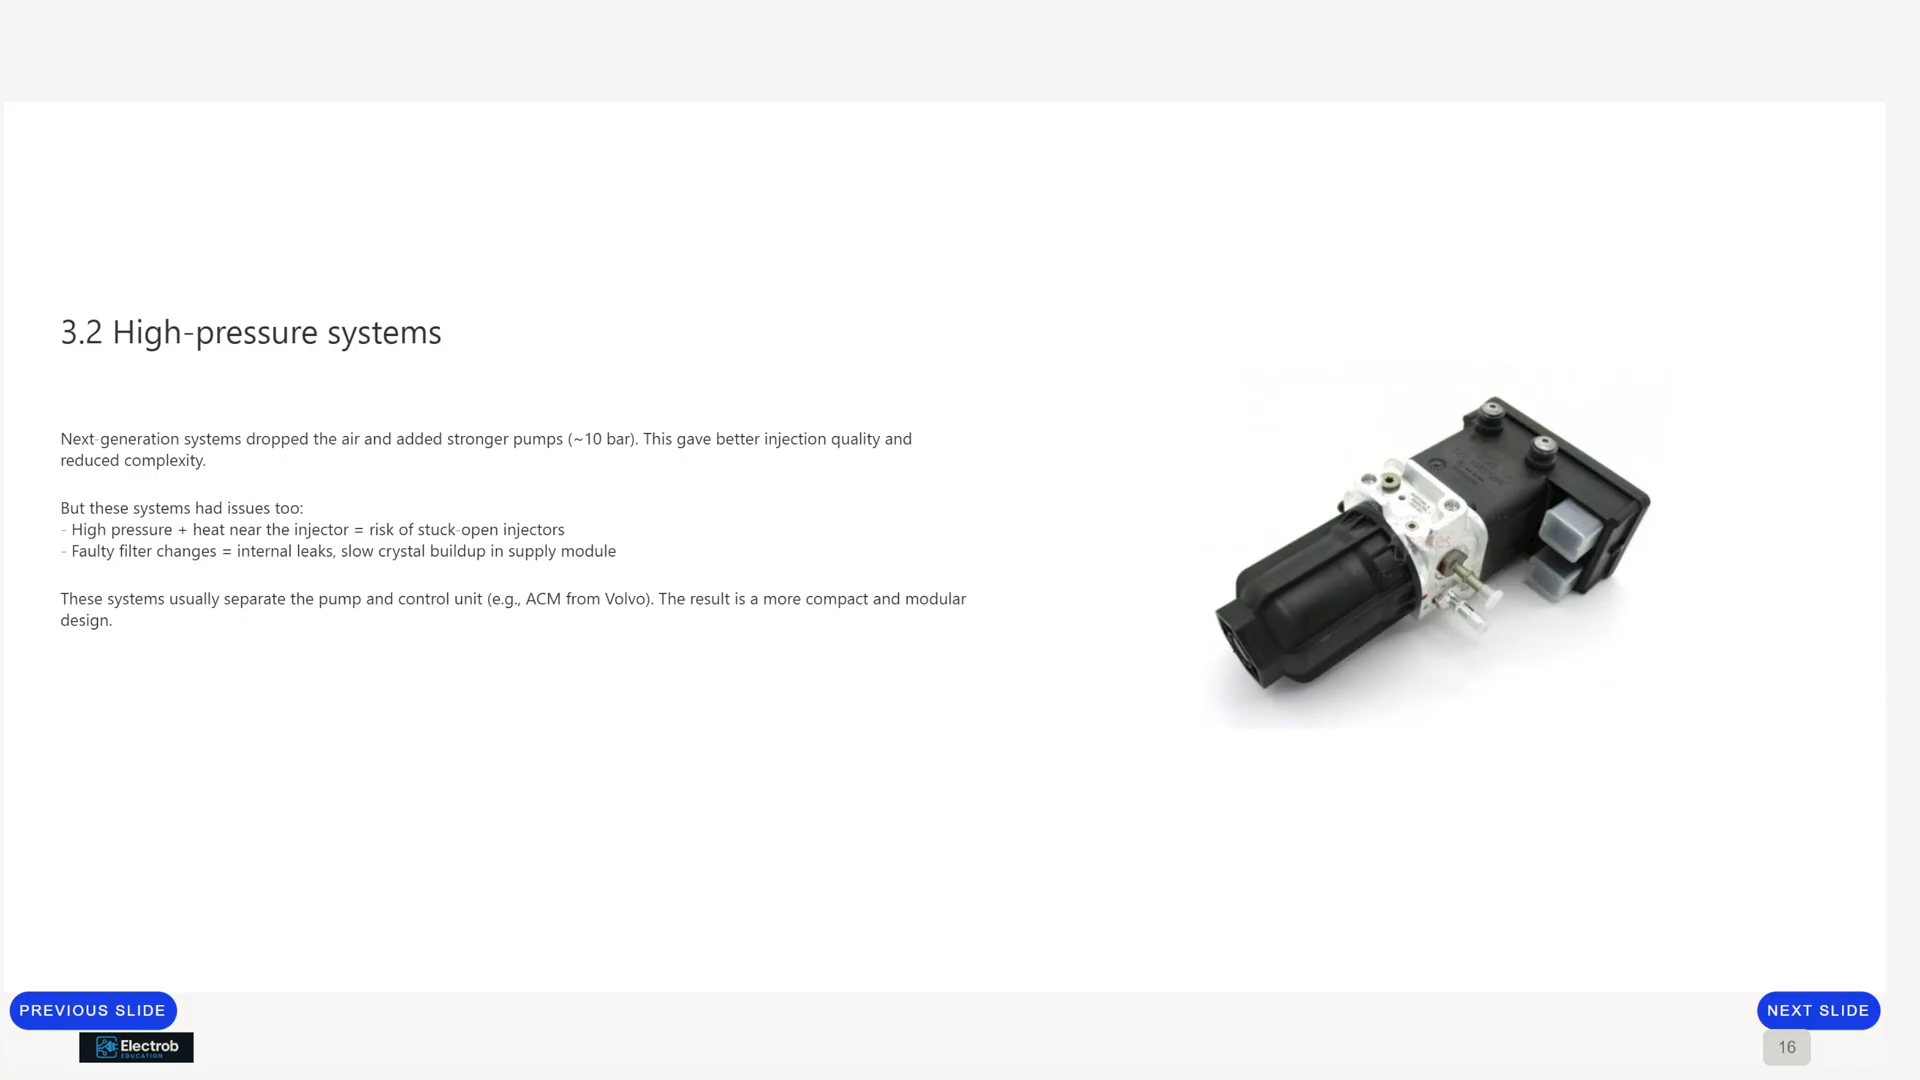 3.2 High-pressure systems
Next-generation systems dropped the air and added stronger pumps (~10 bar). This gave better injection quality and
reduced complexity.
But these systems had issues too:
- High pressure + heat near the injector = risk of stuck-open injectors
- Faulty filter changes = internal leaks, slow crystal buildup in supply module
These systems usually separate the pump and control unit (e.g., ACM from Volvo). The result is a more compact and modular
design.
PREVIOUS SLIDE
NEXT SLIDE
Electrob
EDUCATION
16